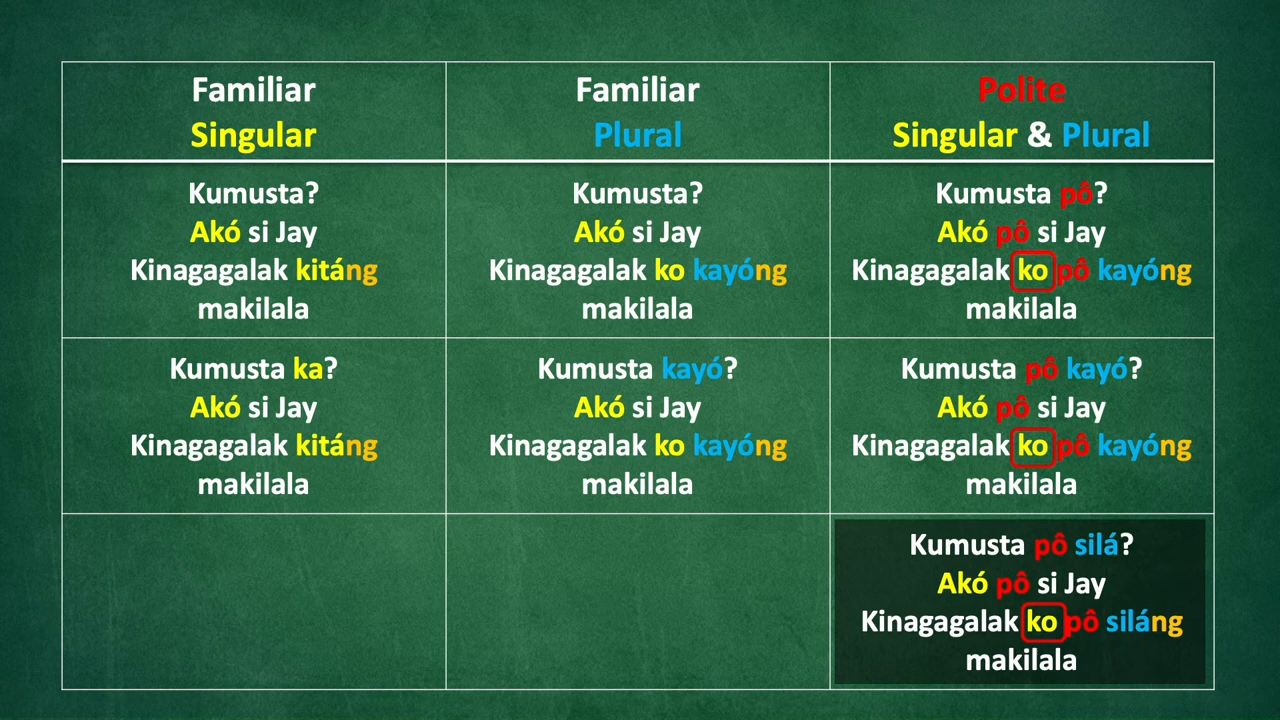 Familiar
Singular
Familiar
Plural
Polite
Singular & Plural
Kumusta?
Akó si Jay
Kinagagalak kitáng
makilala
Kumusta?
Akó si Jay
Kinagagalak ko kayóng
makilala
Kumusta pô?
Akó pô si Jay
Kinagagalak ko pô kayóng
makilala
Kumusta ka?
Akó si Jay
Kinagagalak kitáng
makilala
Kumusta kayó?
Akó si Jay
Kinagagalak ko kayóng
makilala
Kumusta pô kayó?
Akó pô si Jay
Kinagagalak ko pô kayóng
makilala
Kumusta pô silá?
Akó pô si Jay
Kinagagalak ko pô siláng
makilala